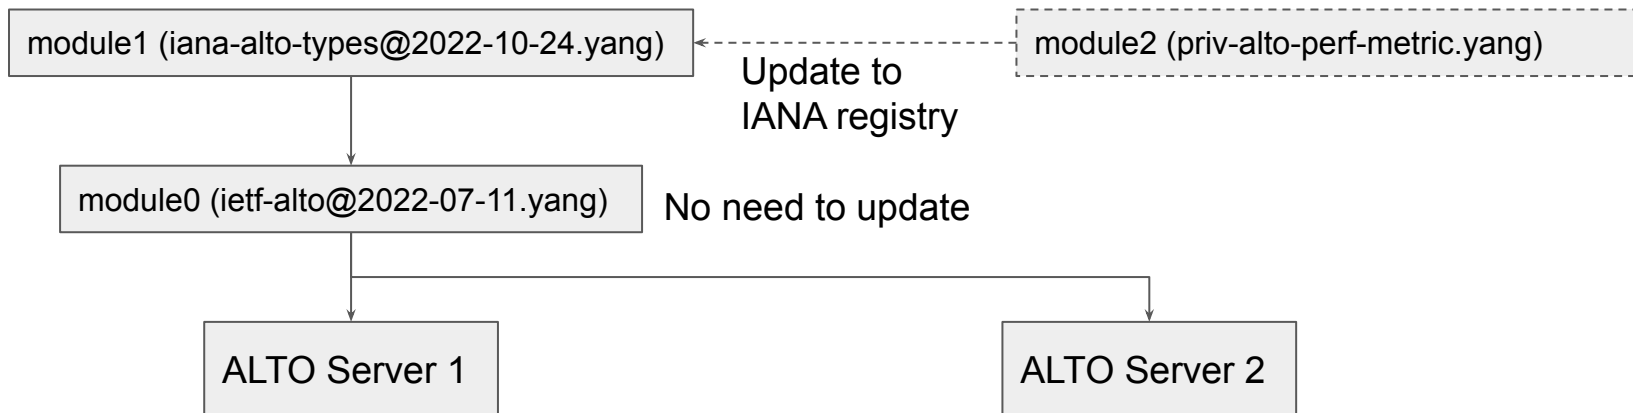 module1 (iana-alto-types@2022-10-24.yang)
module2 (priv-alto-perf-metric.yang)
Update to
IANA registry
module0 (ietf-alto@2022-07-11.yang)
No need to update
ALTO Server 1
ALTO Server 2